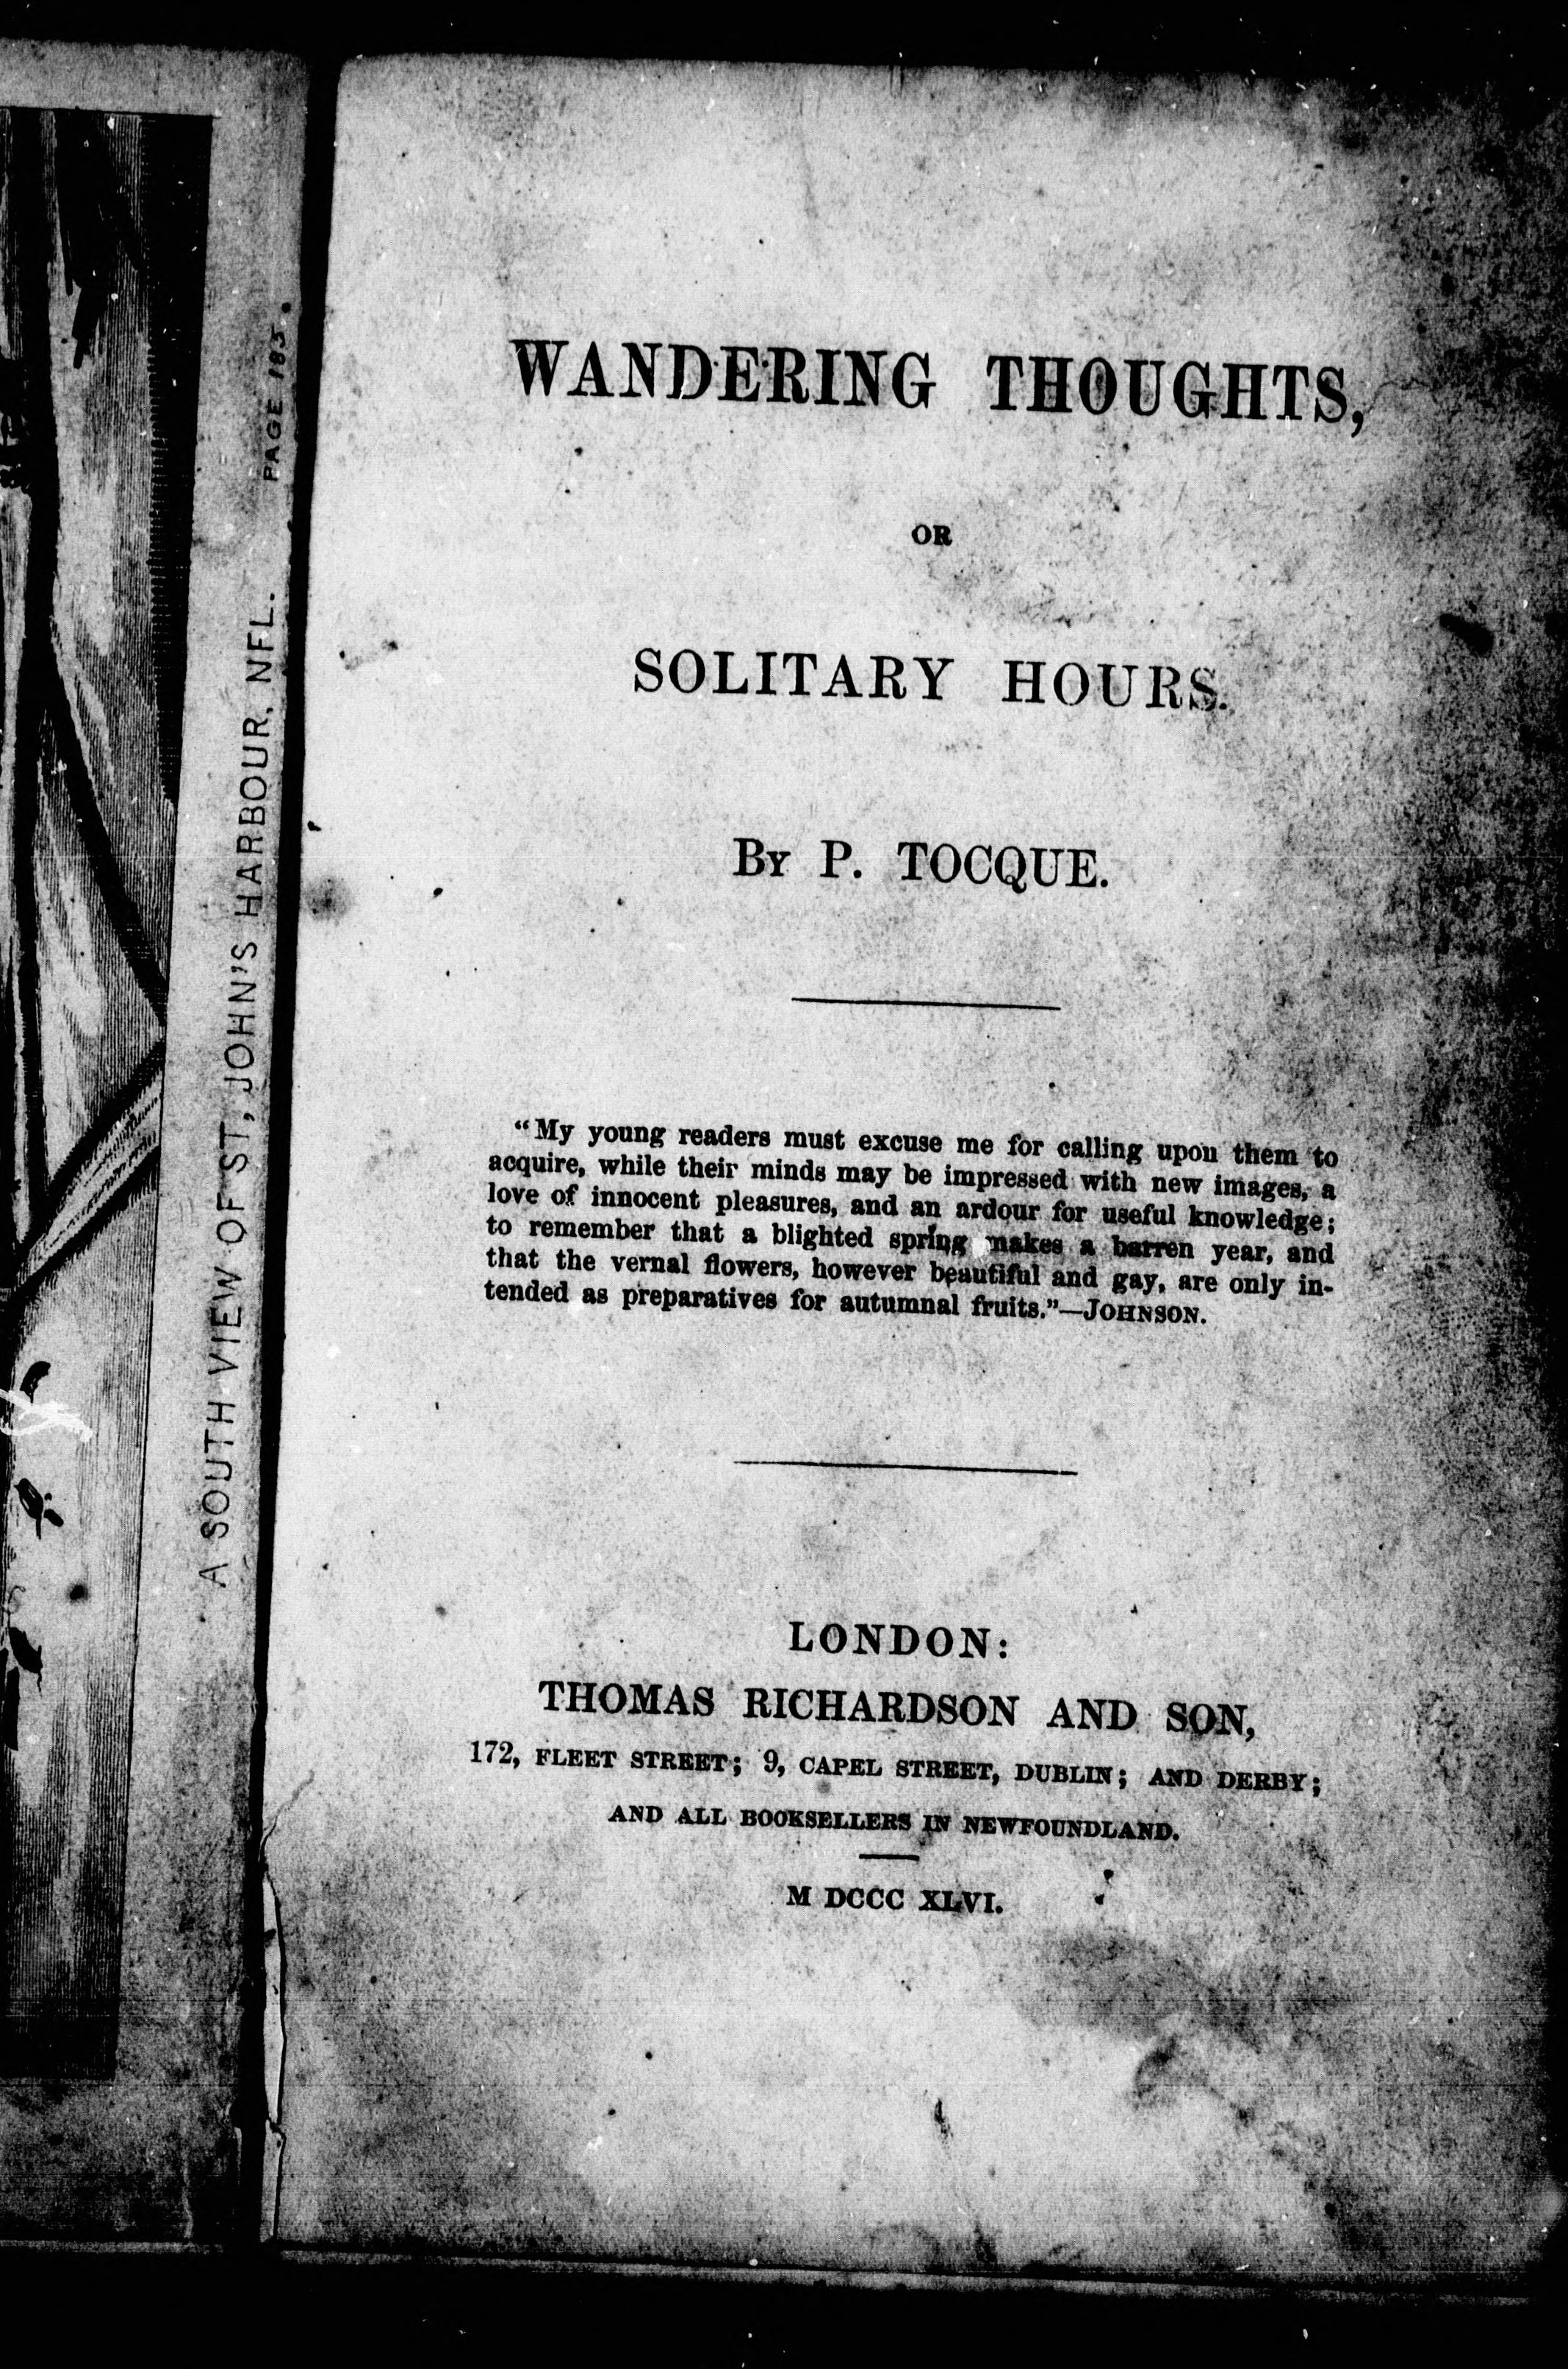 A SOUTH VIEW OF ST, JOHN'S HARBOUR, NFL.
PAGE 183.
WANDERING THOUGHTS,
OR
SOLITARY HOURS.
BY P. TOCQUE.
"My young readers must excuse me for calling upon them to
acquire, while their minds may be impressed with new images, a
love of innocent pleasures, and an ardour for useful knowledge;
to remember that a blighted spring makes a barren year, and
that the vernal flowers, however beautiful and gay, are only in-
tended as preparatives for autumnal fruits."—JOHNSON.
LONDON:
THOMAS RICHARDSON AND SON,
172, FLEET STREET; 9, CAPEL STREET, DUBLIN; AND DERBY;
AND ALL BOOKSELLERS IN NEWFOUNDLAND.
M DCCC XLVI.